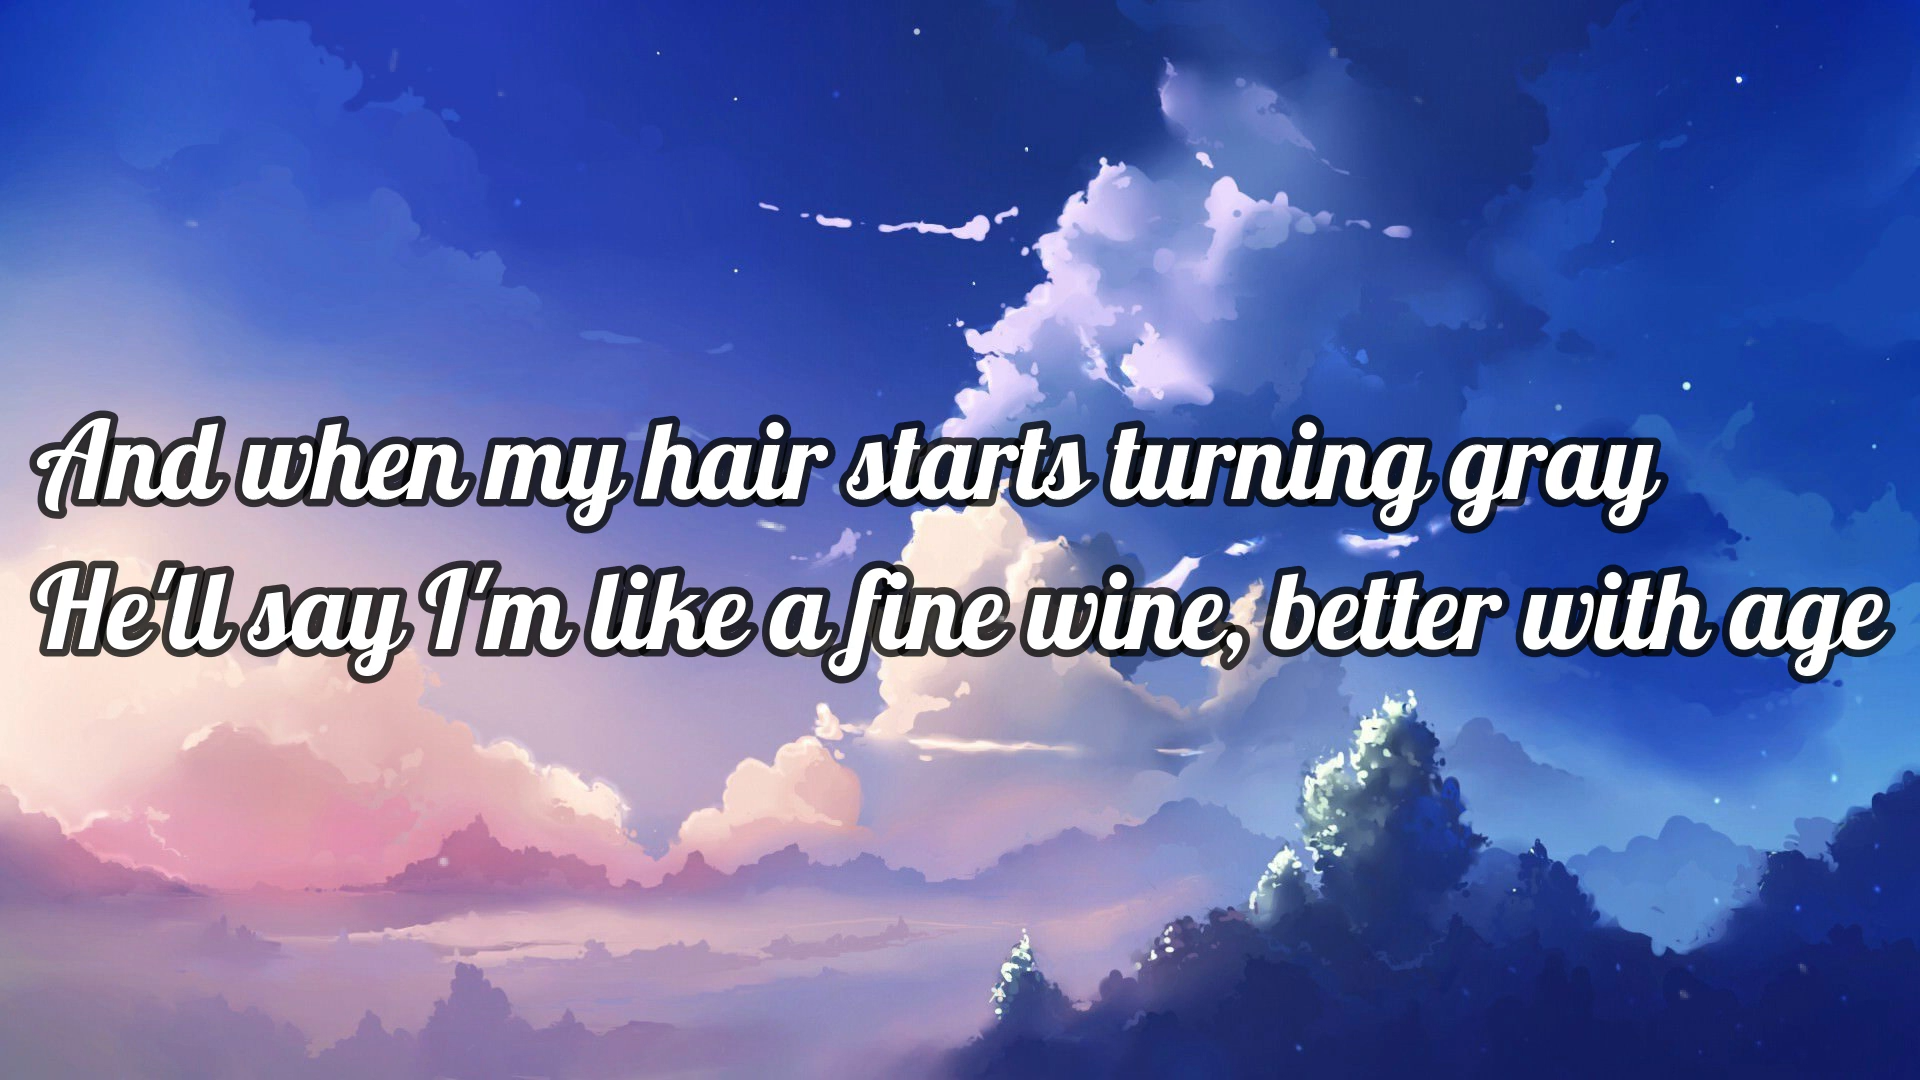 And when my hair starts turning gray
He'll say I'm like a fine wine, better with age